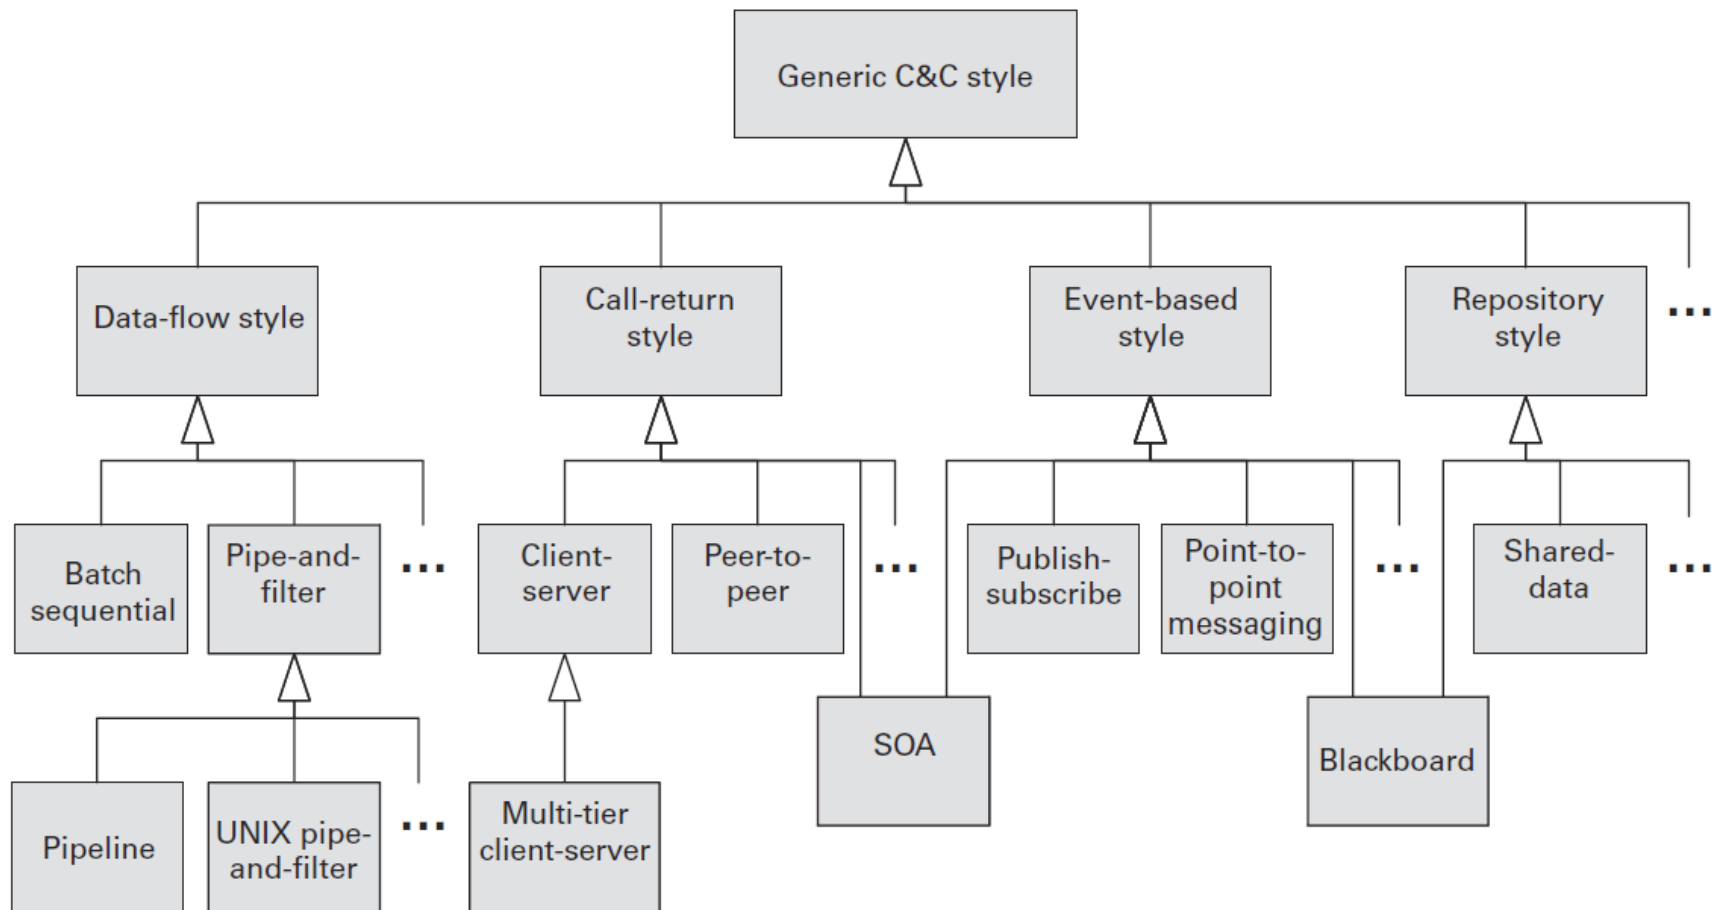 Generic C&C style
Data-flow style
Call-return
style
Event-based
style
Repository
style
...
Batch
sequential
Pipe-and-
filter
...
Client-
server
Peer-to-
peer
...
Publish-
subscribe
Point-to-
point
messaging
...
Shared-
data
...
SOA
Blackboard
Pipeline
UNIX pipe-
and-filter
...
Multi-tier
client-server